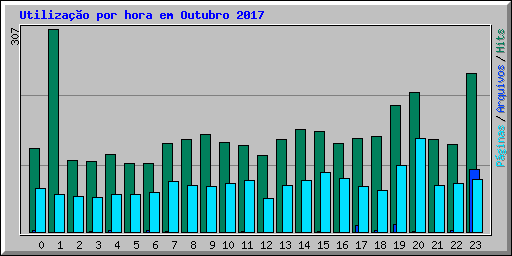 Utilização por hora em Outubro 2017
307
Páginas / Arquivos / Hits
0 1 2 3 4 5 6 7 8 9 10 11 12 13 14 15 16 17 18 19 20 21 22 23